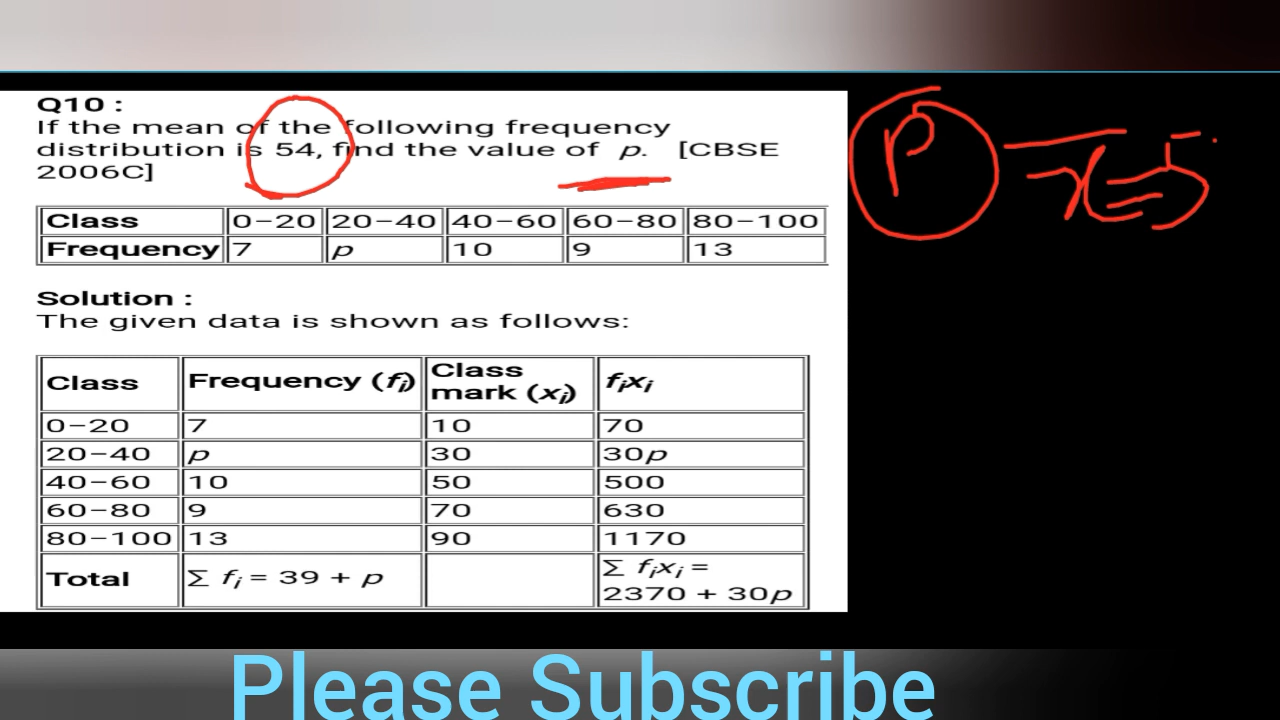 Q10 :
If the mean of the following frequency
distribution is 54, find the value of p. [CBSE
2006C]
Class 0-20 20-40 40-60 60-80 80-100
Frequency 7 p 10 9 13
Solution :
The given data is shown as follows:
Class Frequency (fi) Class mark (xi) fixi
0-20 7 10 70
20-40 p 30 30p
40-60 10 50 500
60-80 9 70 630
80-100 13 90 1170
Total ∑ fi = 39 + p ∑ fixi = 2370 + 30p
P
x = 5
Please Subscribe